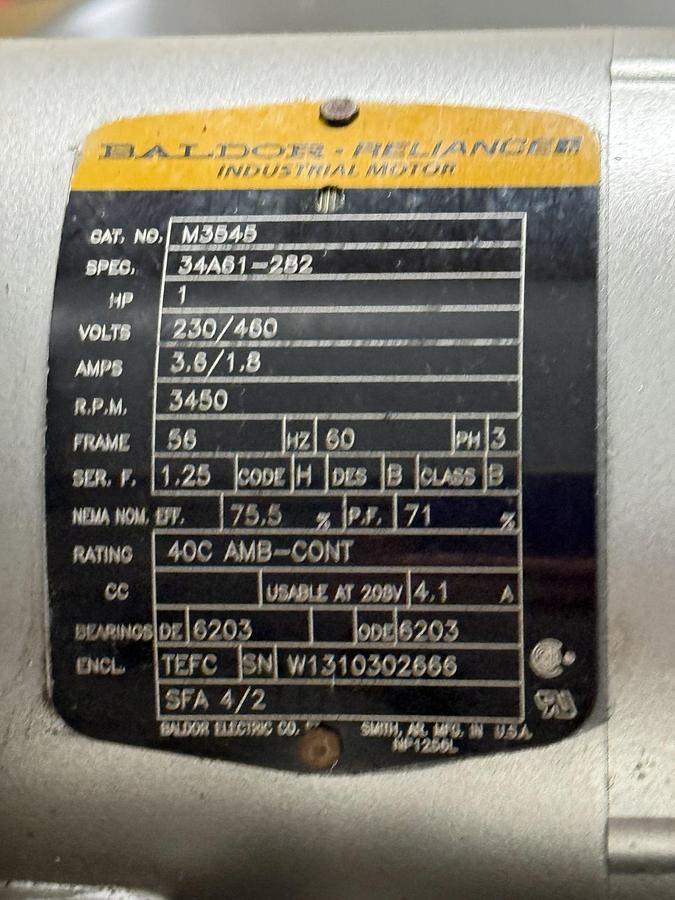 BALDOR • RELIANCER
INDUSTRIAL MOTOR
CAT. NO. M3545
SPEC. 34A61-282
HP 1
VOLTS 230/460
AMPS 3.6/1.8
R.P.M. 3450
FRAME 56 HZ 60 PH 3
SER. F. 1.25 CODE H DES B CLASS B
NEMA NOM. EFF. 75.5 % P.F. 71 %
RATING 40C AMB-CONT
CC USABLE AT 208V 4.1 A
BEARINGS DE 6203 ODE 6203
ENCL. TEFC SN W1310302666
SFA 4/2
BALDOR ELECTRIC CO. SMITH, AR. MFG. IN U.S.A.
NP1256L